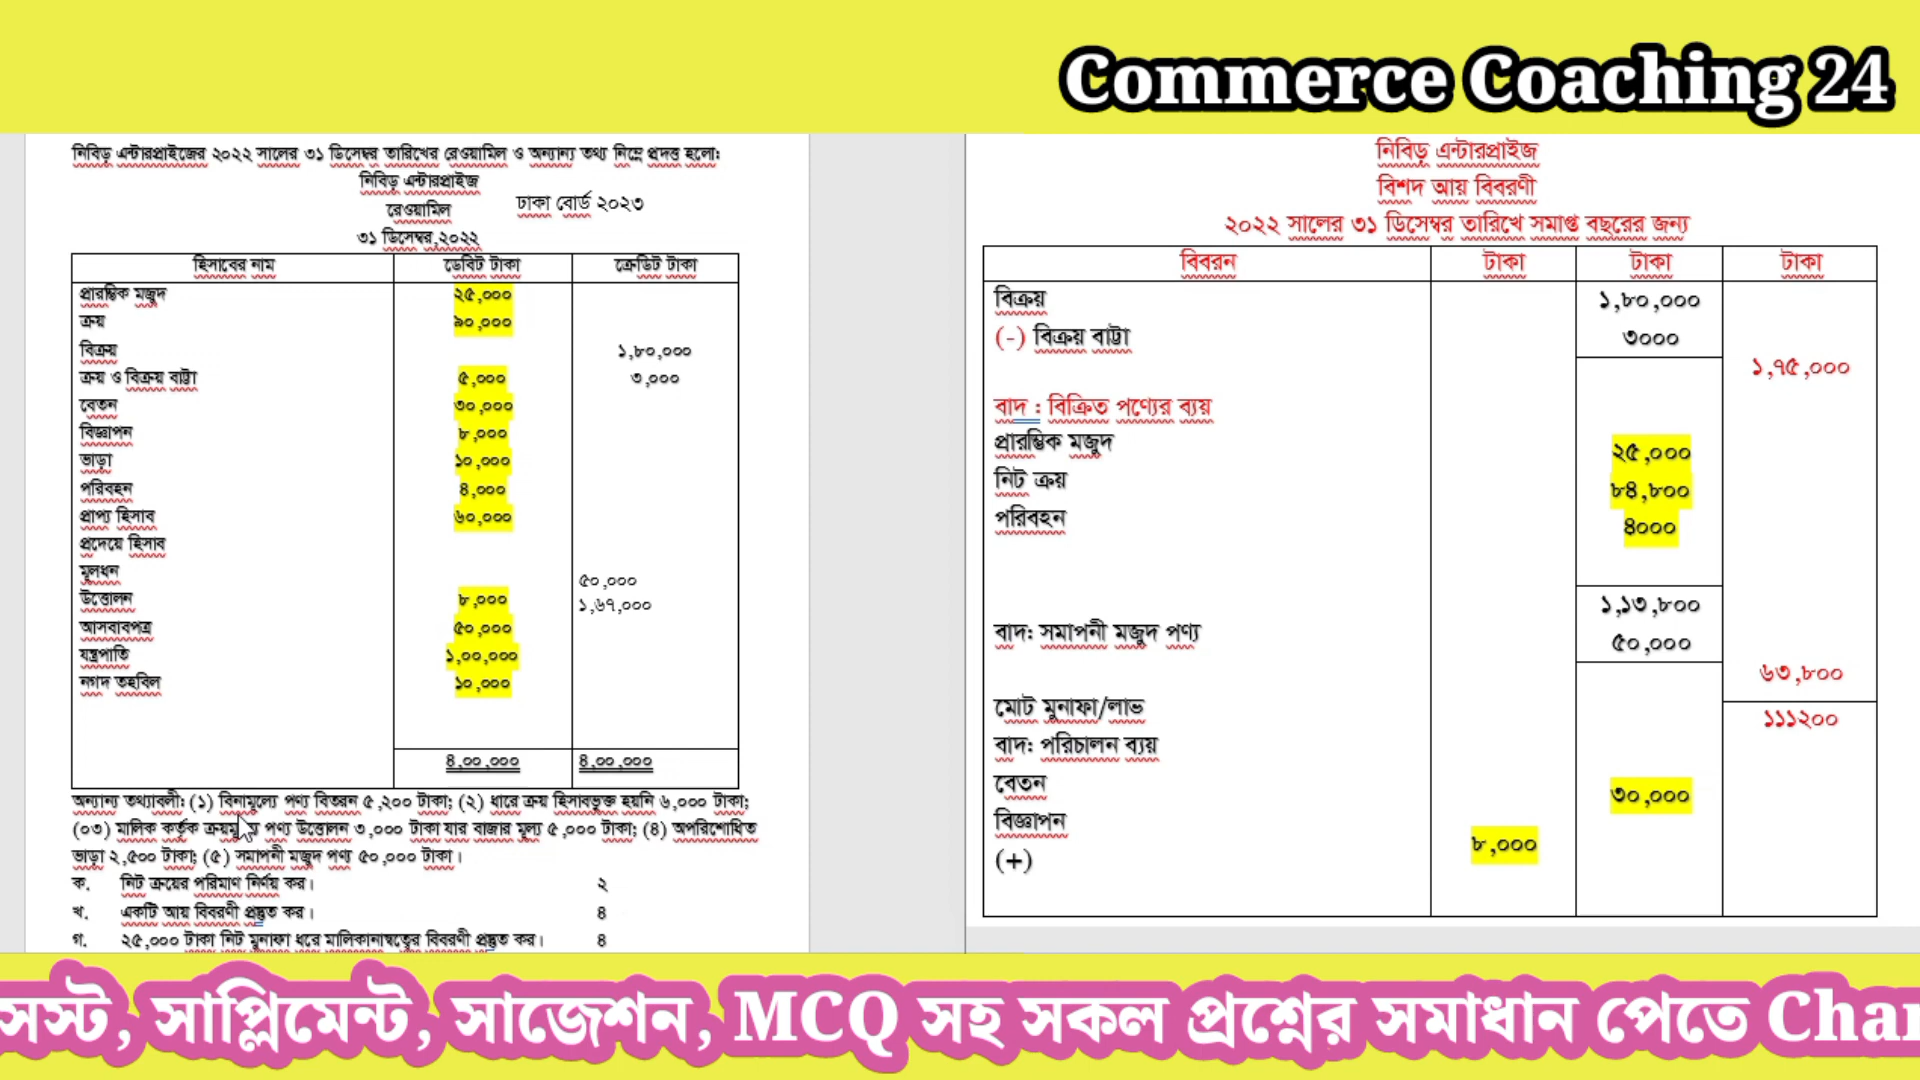 Commerce Coaching 24
নিবিড় এন্টারপ্রাইজের ২০২২ সালের ৩১ ডিসেম্বর তারিখের রেওয়ামিল ও অন্যান্য তথ্য নিম্নে প্রদত্ত হলো:
নিবিড় এন্টারপ্রাইজ
রেওয়ামিল ঢাকা বোর্ড ২০২৩
৩১ ডিসেম্বর,২০২২
হিসাবের নাম ডেবিট টাকা ক্রেডিট টাকা
প্রারম্ভিক মজুদ ২৫,০০০
ক্রয় ৯০,০০০
বিক্রয় ১,৮০,০০০
ক্রয় ও বিক্রয় বাট্টা ৫,০০০ ৩,০০০
বেতন ৩০,০০০
বিজ্ঞাপন ৮,০০০
ভাড়া ১০,০০০
পরিবহন ৪,০০০
প্রাপ্য হিসাব ৬০,০০০
প্রদেয়ে হিসাব
মূলধন ৫০,০০০
উত্তোলন ৮,০০০ ১,৬৭,০০০
আসবাবপত্র ৫০,০০০
যন্ত্রপাতি ১,০০,০০০
নগদ তহবিল ১০,০০০
৪,০০,০০০ ৪,০০,০০০
অন্যান্য তথ্যাবলী: (১) বিনামুল্যে পণ্য বিতরন ৫,২০০ টাকা; (২) ধারে ক্রয় হিসাবভুক্ত হয়নি ৬,০০০ টাকা;
(০৩) মালিক কর্তৃক ক্রয়মূল্যে পণ্য উত্তোলন ৩,০০০ টাকা যার বাজার মূল্য ৫,০০০ টাকা; (৪) অপরিশোধিত
ভাড়া ২,৫০০ টাকা; (৫) সমাপনী মজুদ পণ্য ৫০,০০০ টাকা।
ক. নিট ক্রয়ের পরিমাণ নির্ণয় কর। ২
খ. একটি আয় বিবরণী প্রস্তুত কর। ৪
গ. ২৫,০০০ টাকা নিট মুনাফা ধরে মালিকানাস্বত্বের বিবরণী প্রস্তুত কর। ৪
নিবিড় এন্টারপ্রাইজ
বিশদ আয় বিবরণী
২০২২ সালের ৩১ ডিসেম্বর তারিখে সমাপ্ত বছরের জন্য
বিবরন টাকা টাকা টাকা
বিক্রয় ১,৮০,০০০
(-) বিক্রয় বাট্টা ৩০০০
১,৭৫,০০০
বাদ : বিক্রিত পণ্যের ব্যয়
প্রারম্ভিক মজুদ ২৫,০০০
নিট ক্রয় ৮৪,৮০০
পরিবহন ৪০০০
১,১৩,৮০০
বাদ: সমাপনী মজুদ পণ্য ৫০,০০০
৬৩,৮০০
মোট মুনাফা/লাভ ১১১২০০
বাদ: পরিচালন ব্যয়
বেতন ৩০,০০০
বিজ্ঞাপন ৮,০০০
(+)
সস্ট, সাপ্লিমেন্ট, সাজেশন, MCQ সহ সকল প্রশ্নের সমাধান পেতে Chan